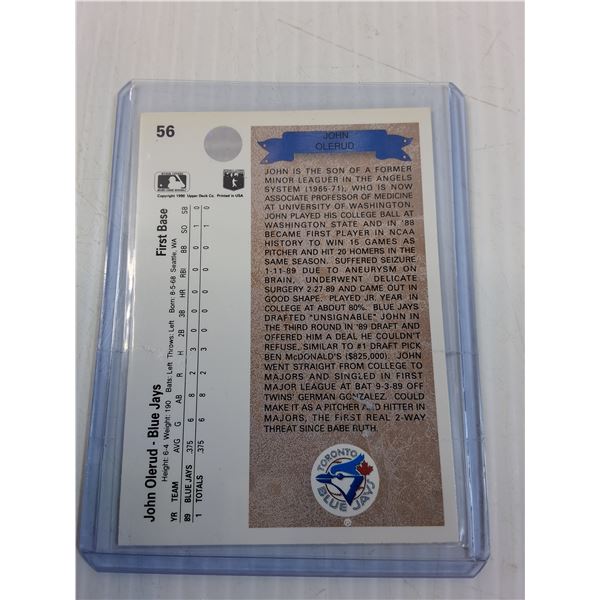 56
Copyright 1990 Upper Deck Co. Printed in USA
John Olerud - Blue Jays First Base
Height: 6-4 Weight: 190 Bats: Left Throws: Left Born: 8-5-68 Seattle, WA
YR TEAM AVG G AB R H 2B 3B HR RBI BB SO SB
89 BLUE JAYS .375 6 8 2 3 0 0 0 0 0 1 0
1 TOTALS .375 6 8 2 3 0 0 0 0 0 1 0
JOHN
OLERUD
JOHN IS THE SON OF A FORMER
MINOR LEAGUER IN THE ANGELS
SYSTEM (1965-71), WHO IS NOW
ASSOCIATE PROFESSOR OF MEDICINE
AT UNIVERSITY OF WASHINGTON.
JOHN PLAYED HIS COLLEGE BALL AT
WASHINGTON STATE AND IN '88
BECAME FIRST PLAYER IN NCAA
HISTORY TO WIN 15 GAMES AS
PITCHER AND HIT 20 HOMERS IN THE
SAME SEASON. SUFFERED SEIZURE
1-11-89 DUE TO ANEURYSM ON
BRAIN, UNDERWENT DELICATE
SURGERY 2-27-89 AND CAME OUT IN
GOOD SHAPE. PLAYED JR. YEAR IN
COLLEGE AT ABOUT 80%. BLUE JAYS
DRAFTED "UNSIGNABLE" JOHN IN
THE THIRD ROUND IN '89 DRAFT AND
OFFERED HIM A DEAL HE COULDN'T
REFUSE, SIMILAR TO #1 DRAFT PICK
BEN McDONALD'S ($825,000). JOHN
WENT STRAIGHT FROM COLLEGE TO
MAJORS AND SINGLED IN FIRST
MAJOR LEAGUE AT BAT 9-3-89 OFF
TWINS' GERMAN GONZALEZ. COULD
MAKE IT AS A PITCHER AND HITTER IN
MAJORS, THE FIRST REAL 2-WAY
THREAT SINCE BABE RUTH.
TORONTO
BLUE JAYS